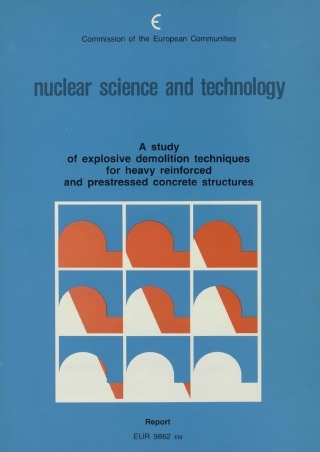 Commission of the European Communities
nuclear science and technology
A study
of explosive demolition techniques
for heavy reinforced
and prestressed concrete structures
Report
EUR 9862 EN